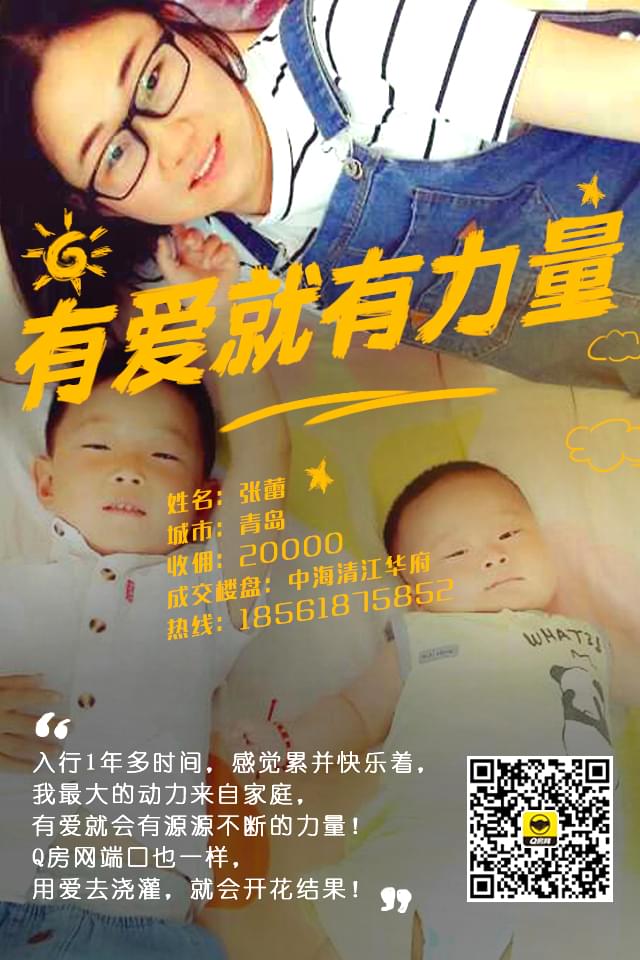 有爱就有力量
姓名：张蕾
城市：青岛
收佣：20000
成交楼盘：中海清江华府
热线：18561875852
“
入行1年多时间，感觉累并快乐着，
我最大的动力来自家庭，
有爱就会有源源不断的力量！
Q房网端口也一样，
用爱去浇灌，就会开花结果！
”
WHAT?!
Q房网